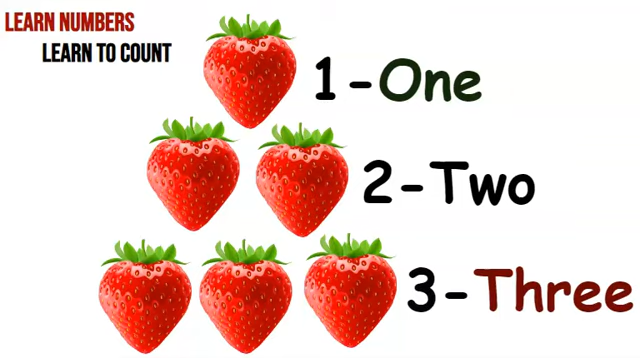 LEARN NUMBERS
LEARN TO COUNT
1-One
2-Two
3-Three